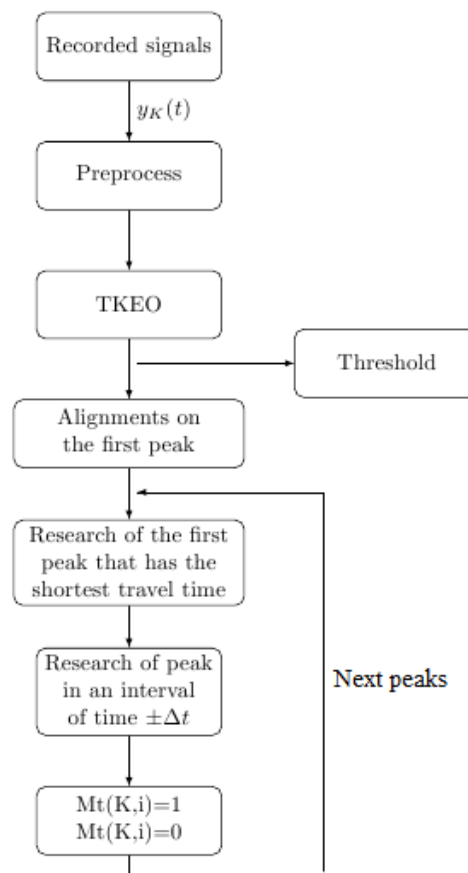 Recorded signals
y_K(t)
Preprocess
TKEO
Threshold
Alignments on
the first peak
Research of the first
peak that has the
shortest travel time
Research of peak
in an interval
of time ±Δt
Next peaks
Mt(K,i)=1
Mt(K,i)=0